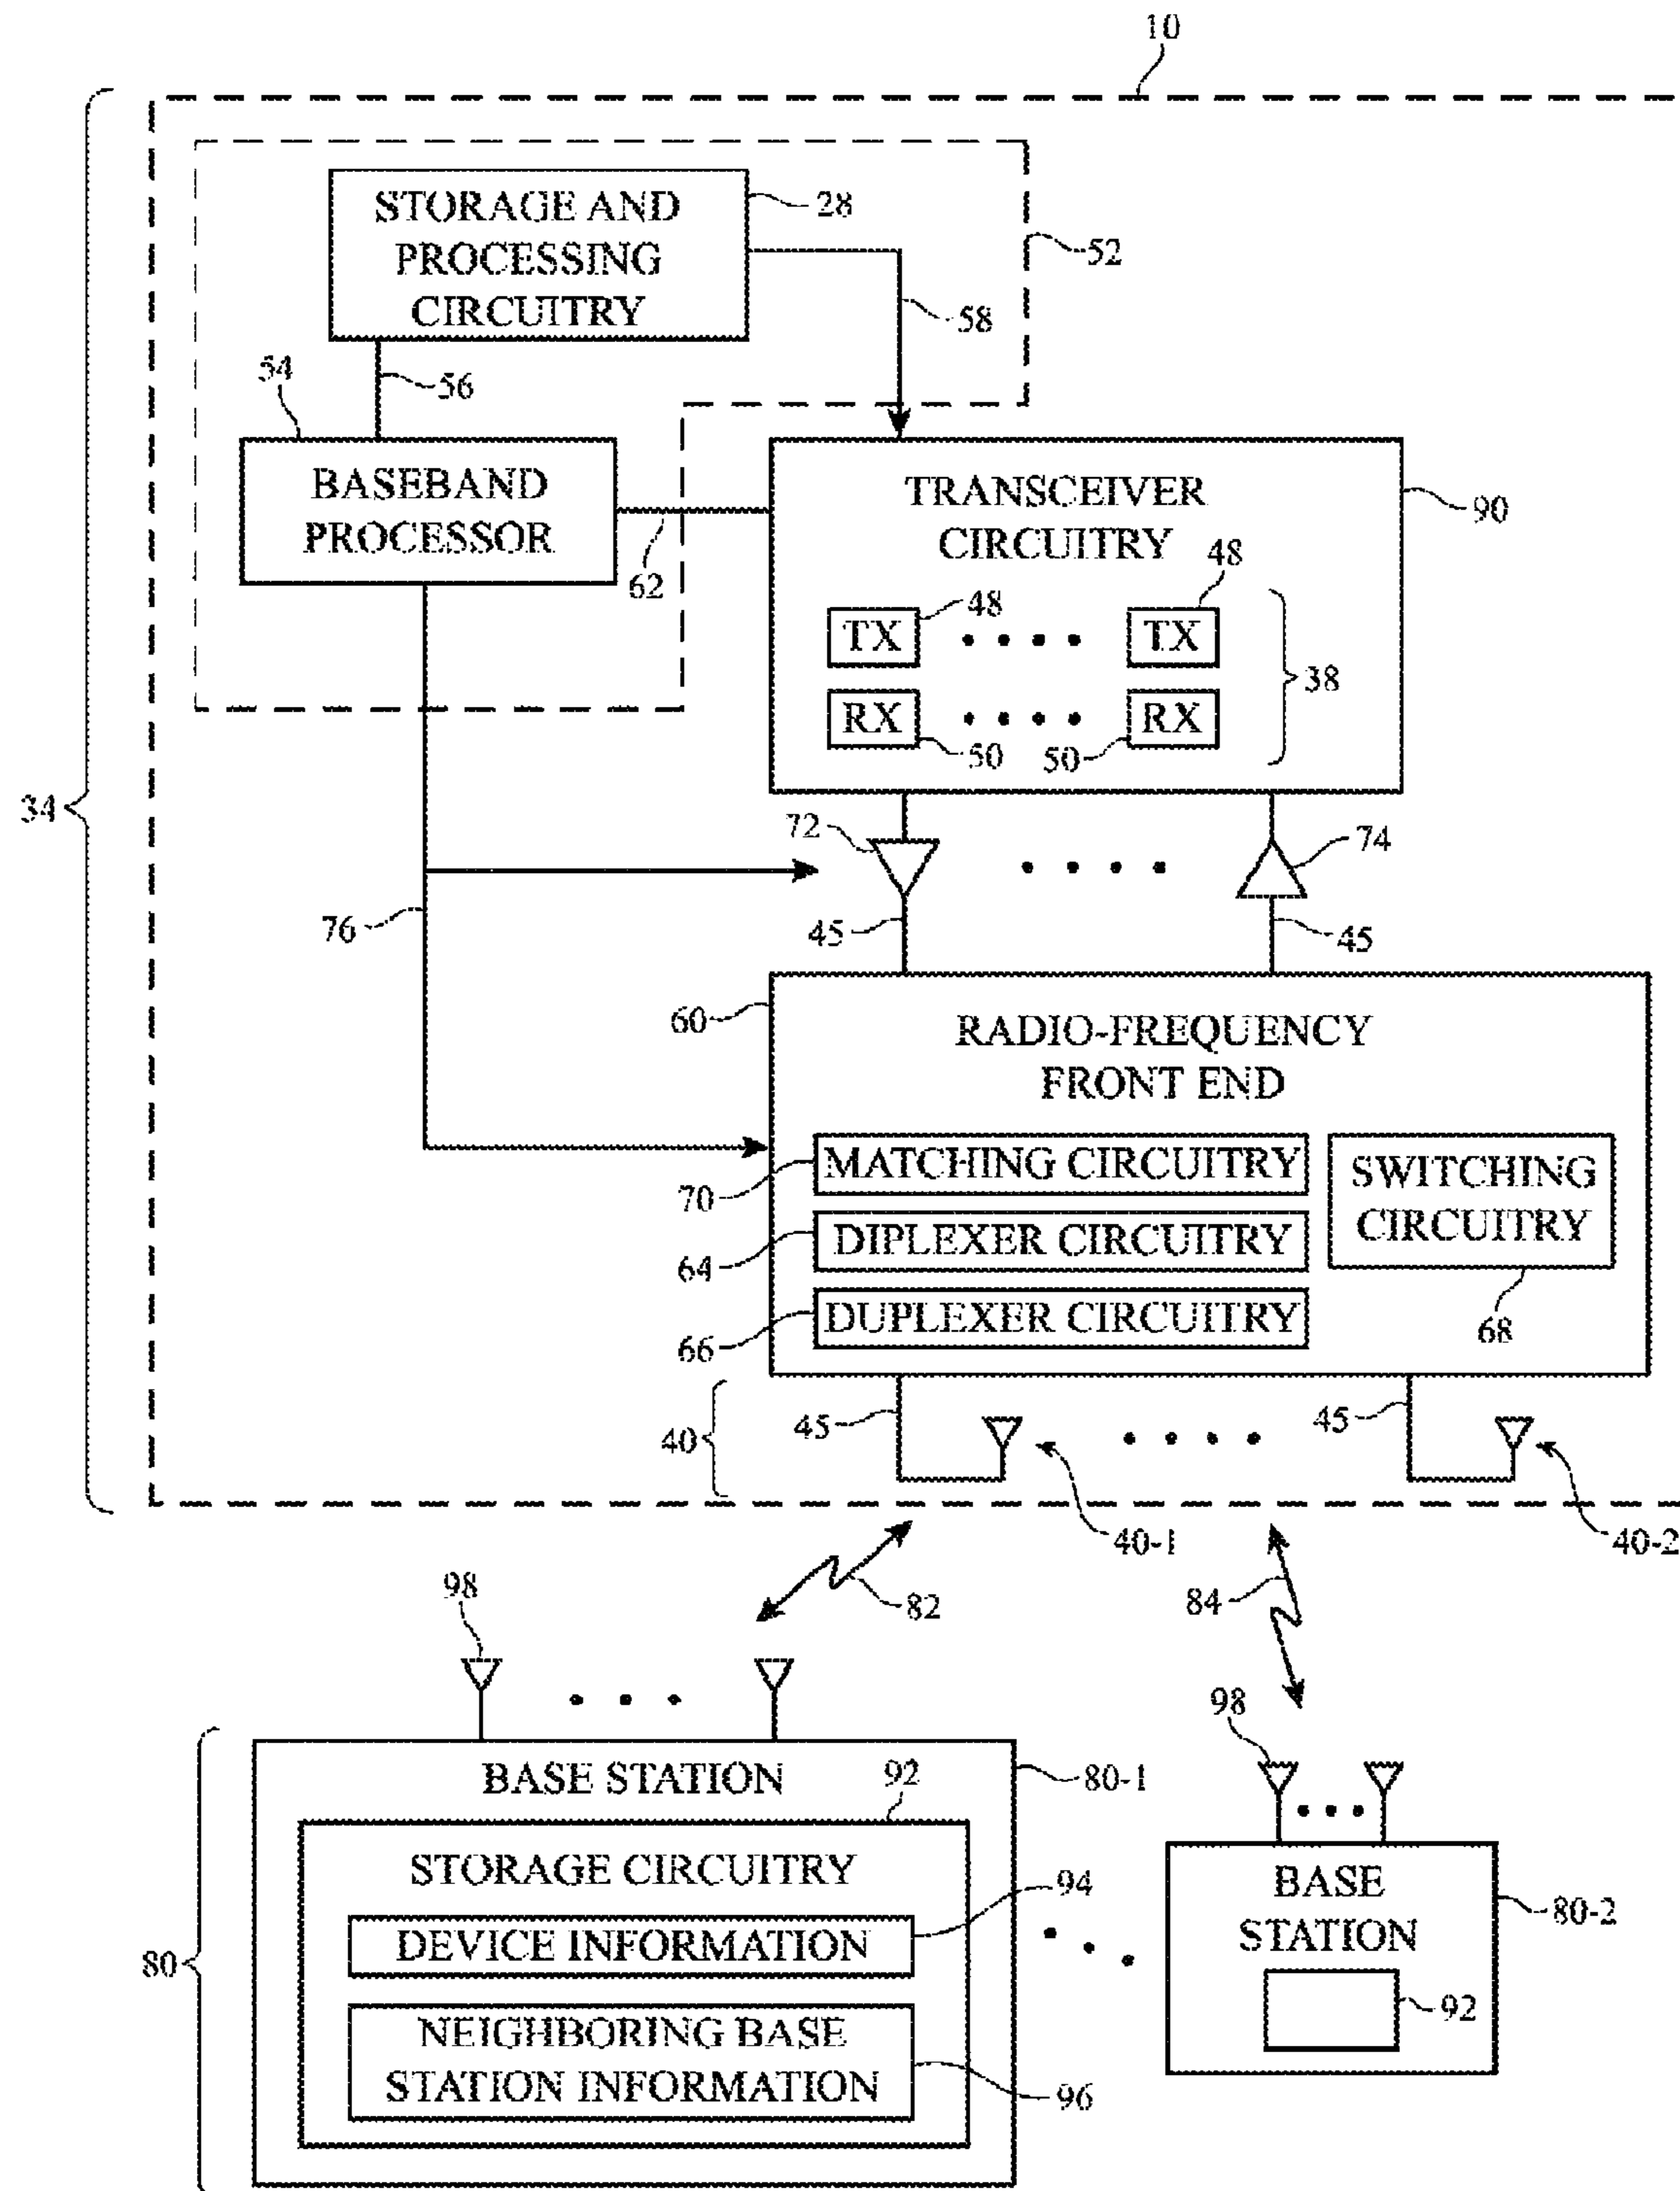 10
34
STORAGE AND
PROCESSING
CIRCUITRY
28
52
58
54
56
BASEBAND
PROCESSOR
62
TRANSCEIVER
CIRCUITRY
90
48
48
TX
TX
38
RX
RX
50
50
72
74
76
45
45
60
RADIO-FREQUENCY
FRONT END
MATCHING CIRCUITRY
70
SWITCHING
CIRCUITRY
DIPLEXER CIRCUITRY
64
DUPLEXER CIRCUITRY
66
68
40
45
45
40-1
40-2
82
84
98
98
80
BASE STATION
92
80-1
STORAGE CIRCUITRY
94
DEVICE INFORMATION
NEIGHBORING BASE
STATION INFORMATION
96
BASE
STATION
80-2
92